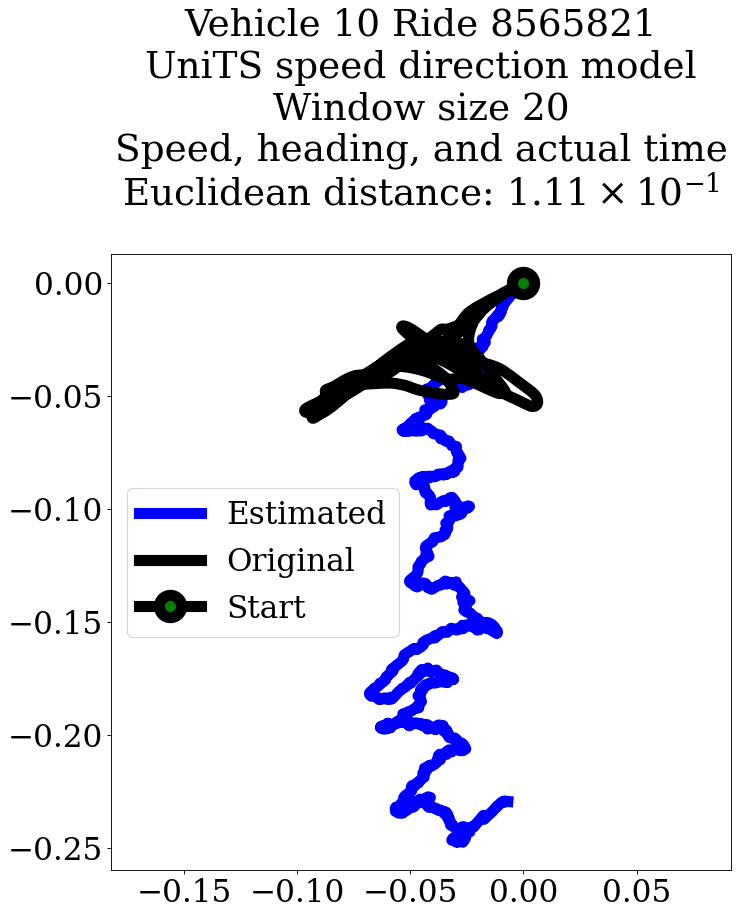 Vehicle 10 Ride 8565821
UniTS speed direction model
Window size 20
Speed, heading, and actual time
Euclidean distance: 1.11 × 10⁻¹
0.00
−0.05
−0.10
−0.15
−0.20
−0.25
Estimated
Original
Start
−0.15 −0.10 −0.05 0.00 0.05